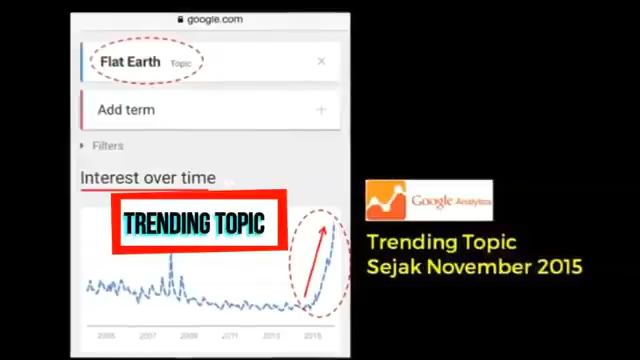 google.com
Flat Earth Topic
Add term
Filters
Interest over time
TRENDING TOPIC
2005 2007 2009 2011 2013 2015
Google Analytics
Trending Topic
Sejak November 2015